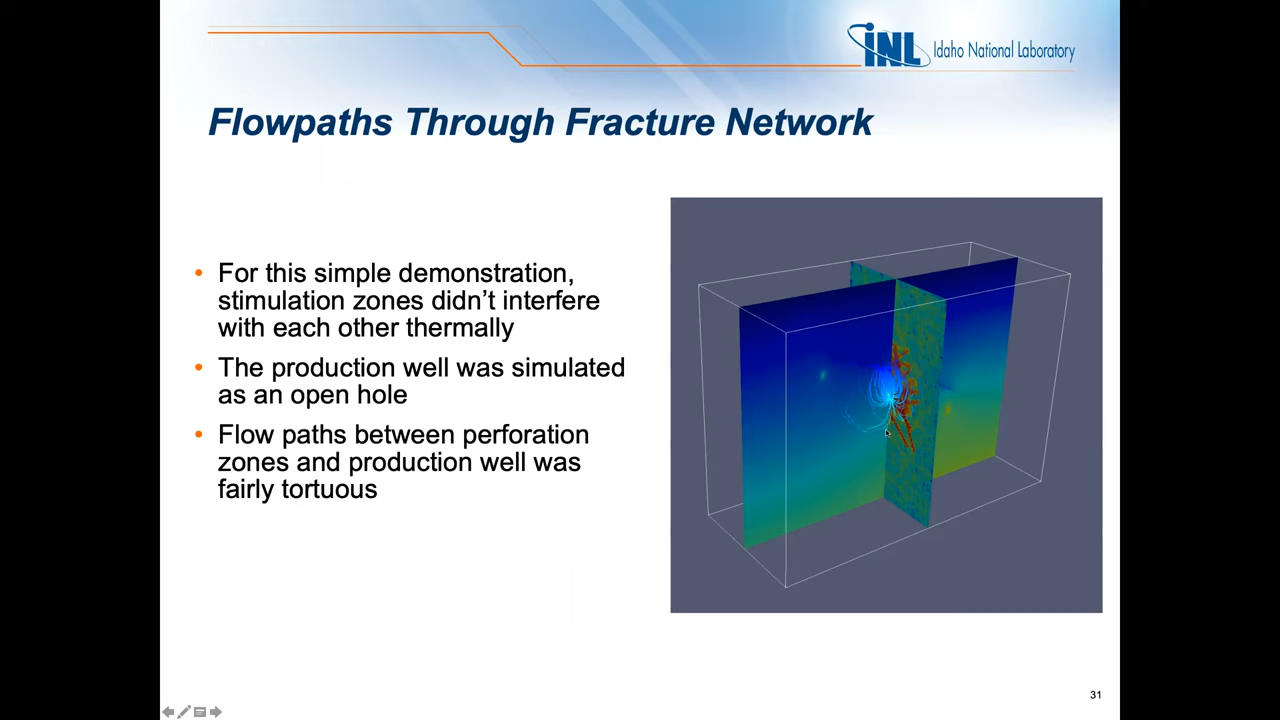 INL Idaho National Laboratory
Flowpaths Through Fracture Network
• For this simple demonstration,
stimulation zones didn’t interfere
with each other thermally
• The production well was simulated
as an open hole
• Flow paths between perforation
zones and production well was
fairly tortuous
31